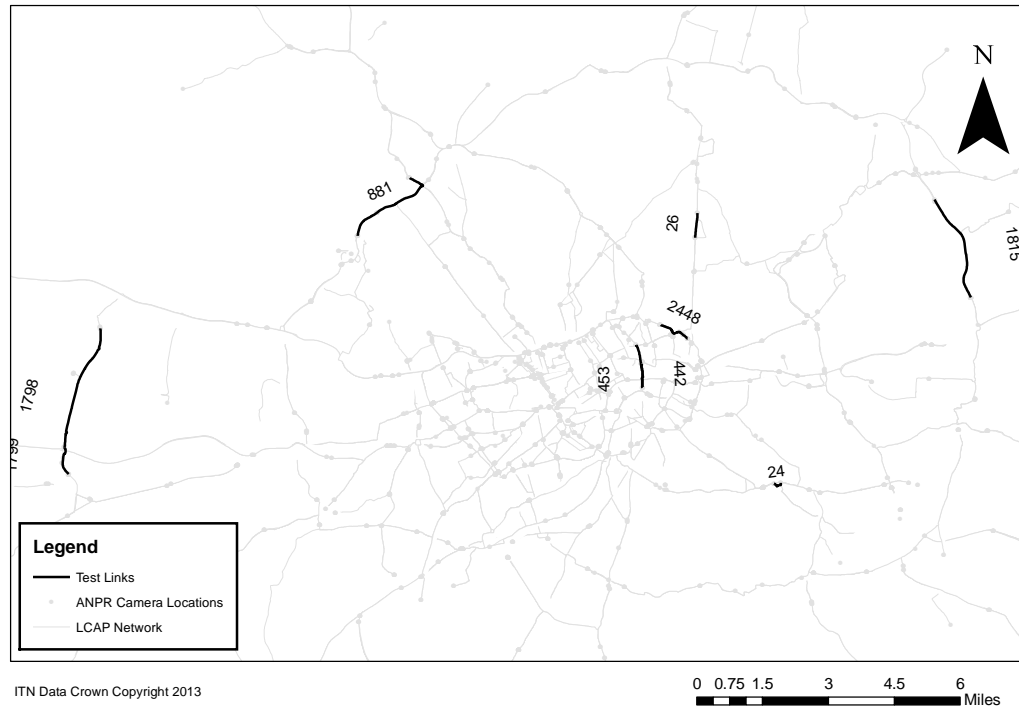 N
881
26
1815
2448
453
442
1798
1799
24
Legend
Test Links
ANPR Camera Locations
LCAP Network
ITN Data Crown Copyright 2013
0 0.75 1.5 3 4.5 6
Miles